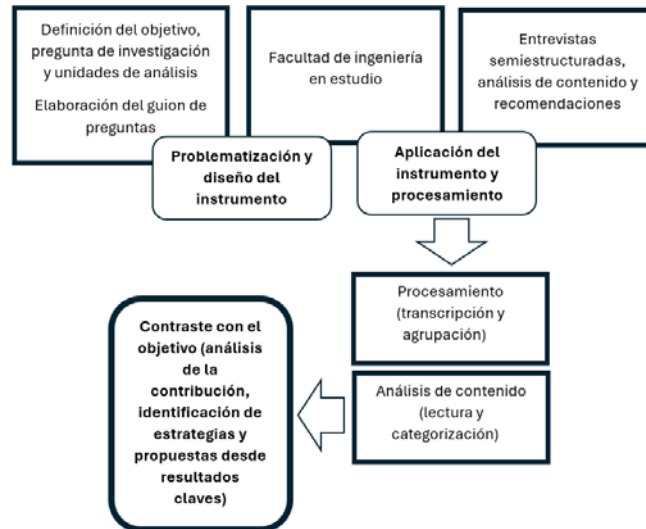 Definición del objetivo,
pregunta de investigación
y unidades de análisis
Elaboración del guion de
preguntas
Facultad de ingeniería
en estudio
Entrevistas
semiestructuradas,
análisis de contenido y
recomendaciones
Problematización y
diseño del
instrumento
Aplicación del
instrumento y
procesamiento
Procesamiento
(transcripción y
agrupación)
Análisis de contenido
(lectura y
categorización)
Contraste con el
objetivo (análisis
de la
contribución,
identificación de
estrategias y
propuestas desde
resultados
claves)